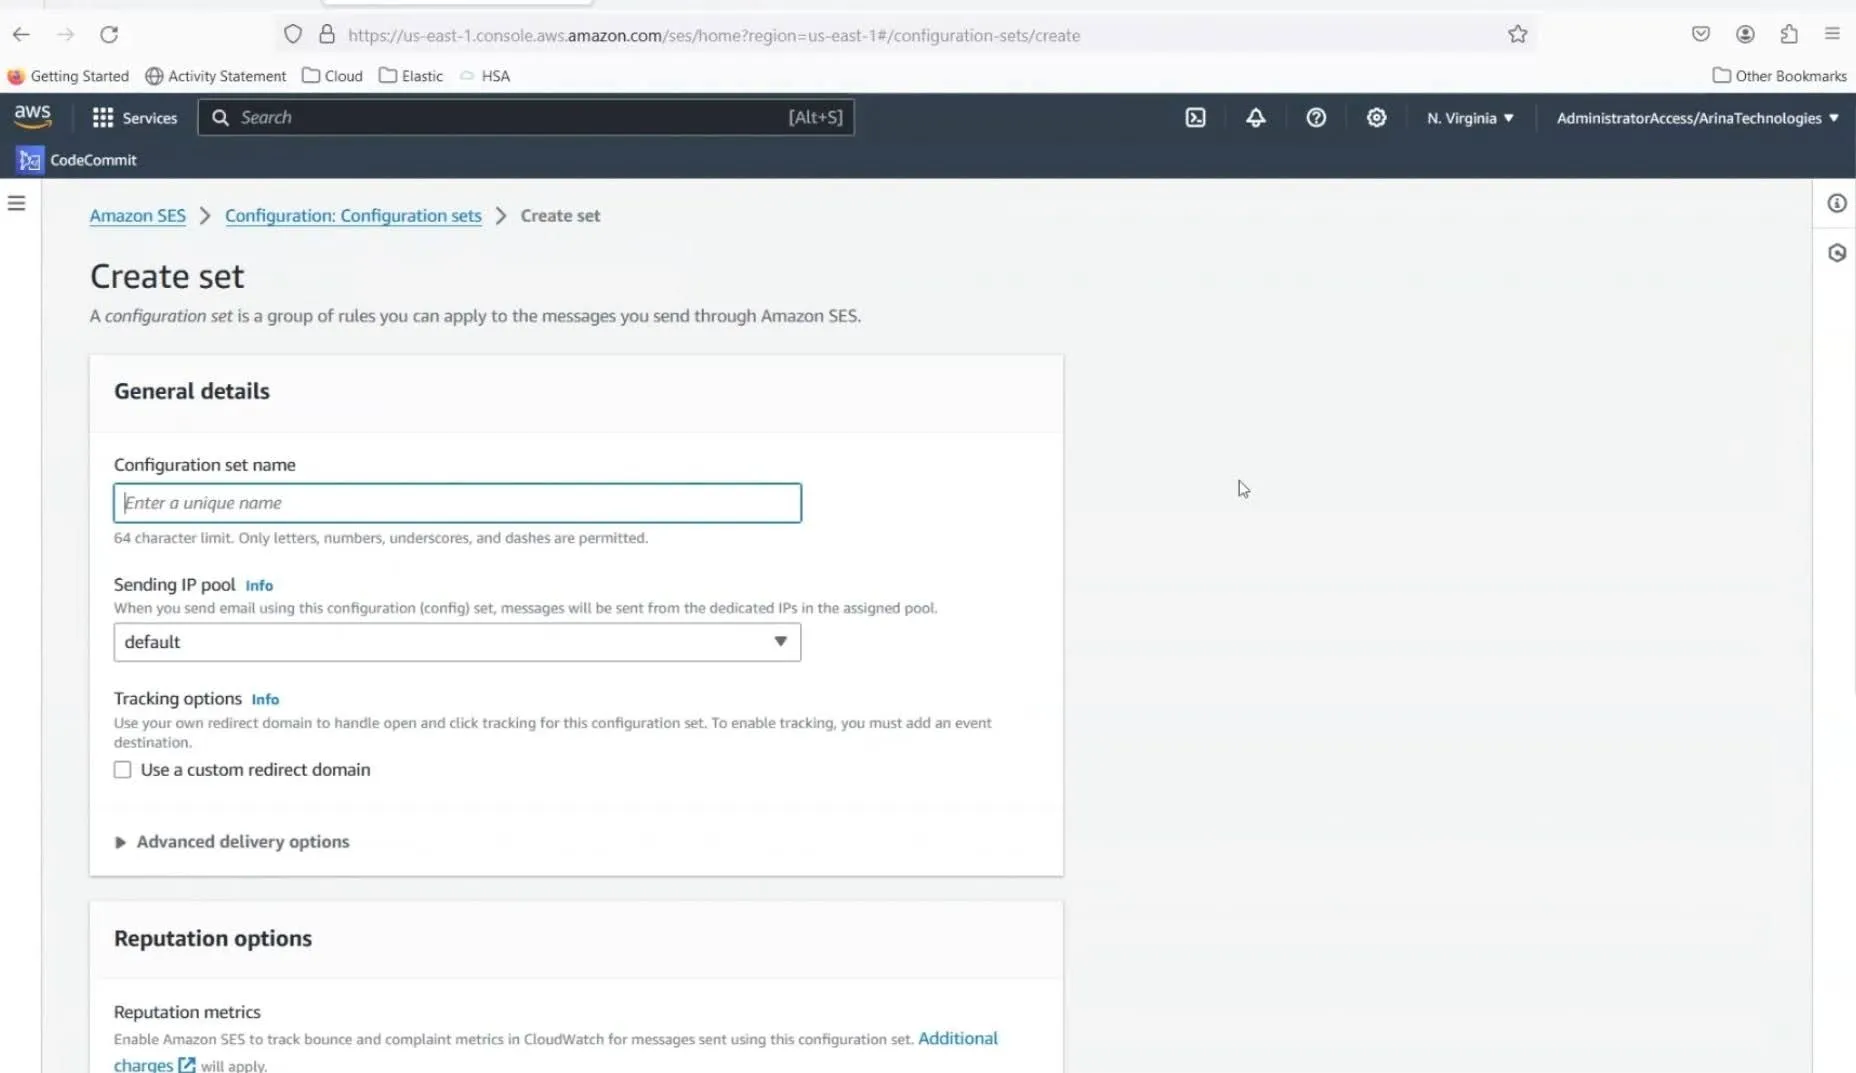 https://us-east-1.console.aws.amazon.com/ses/home?region=us-east-1#/configuration-sets/create
Getting Started Activity Statement Cloud Elastic HSA Other Bookmarks
aws Services Search [Alt+S] N. Virginia AdministratorAccess/ArinaTechnologies
CodeCommit
Amazon SES Configuration: Configuration sets Create set
Create set
A configuration set is a group of rules you can apply to the messages you send through Amazon SES.
General details
Configuration set name
Enter a unique name
64 character limit. Only letters, numbers, underscores, and dashes are permitted.
Sending IP pool Info
When you send email using this configuration (config) set, messages will be sent from the dedicated IPs in the assigned pool.
default
Tracking options Info
Use your own redirect domain to handle open and click tracking for this configuration set. To enable tracking, you must add an event
destination.
Use a custom redirect domain
Advanced delivery options
Reputation options
Reputation metrics
Enable Amazon SES to track bounce and complaint metrics in CloudWatch for messages sent using this configuration set. Additional
charges will apply.